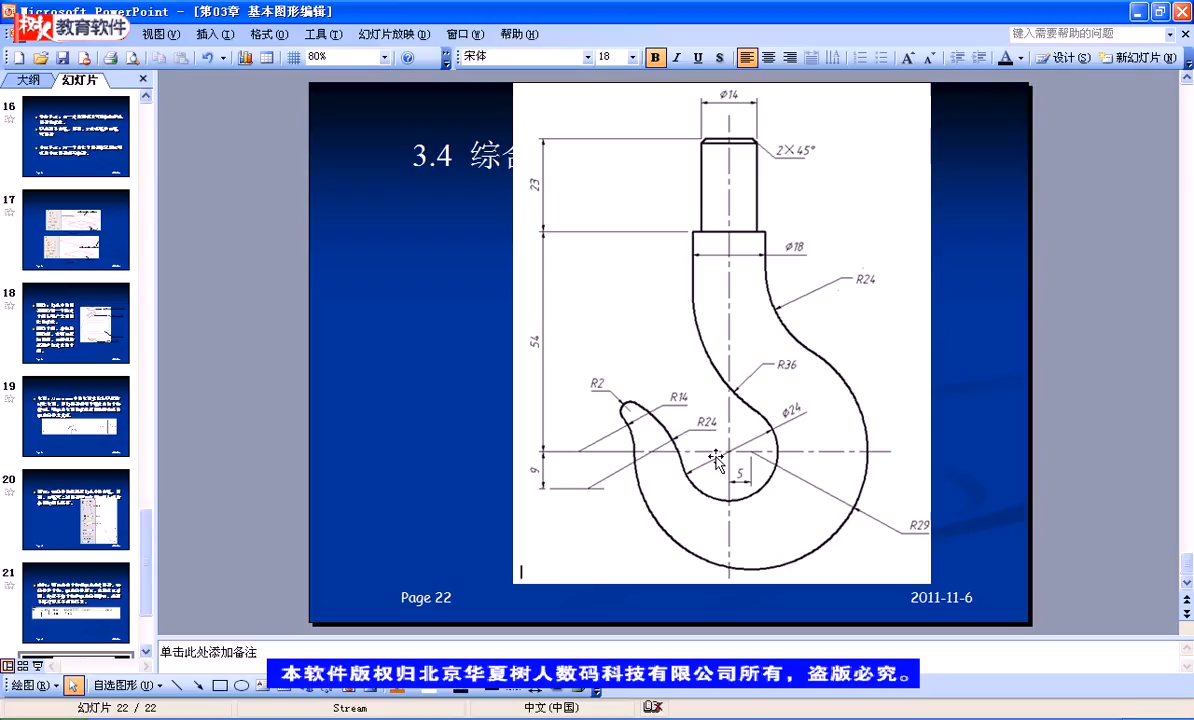 Microsoft PowerPoint - [第03章 基本图形编辑]
树人教育软件
视图(V) 插入(I) 格式(O) 工具(T) 幻灯片放映(D) 窗口(W) 帮助(H)
键入需要帮助的问题
80%
宋体
18
B I U S
设计(S)
新幻灯片(N)
大纲
幻灯片
16
17
18
19
20
21
3.4 综合
Φ14
2×45°
23
Φ18
R24
54
R36
R2
R14
Φ24
R24
9
5
R29
Page 22
2011-11-6
单击此处添加备注
本软件版权归北京华夏树人数码科技有限公司所有，盗版必究。
绘图(R)
自选图形(U)
幻灯片 22 / 22
Stream
中文(中国)